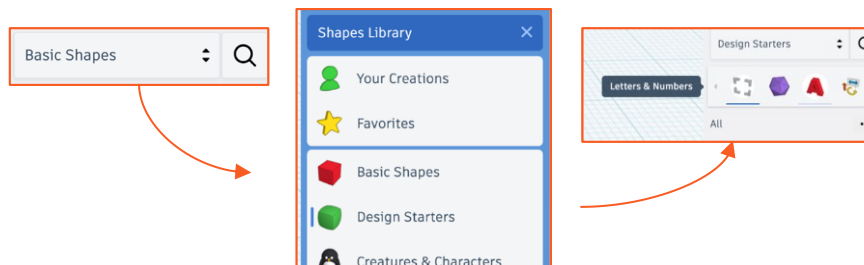 Basic Shapes
Shapes Library
Your Creations
Favorites
Basic Shapes
Design Starters
Creatures & Characters
Design Starters
Letters & Numbers
All